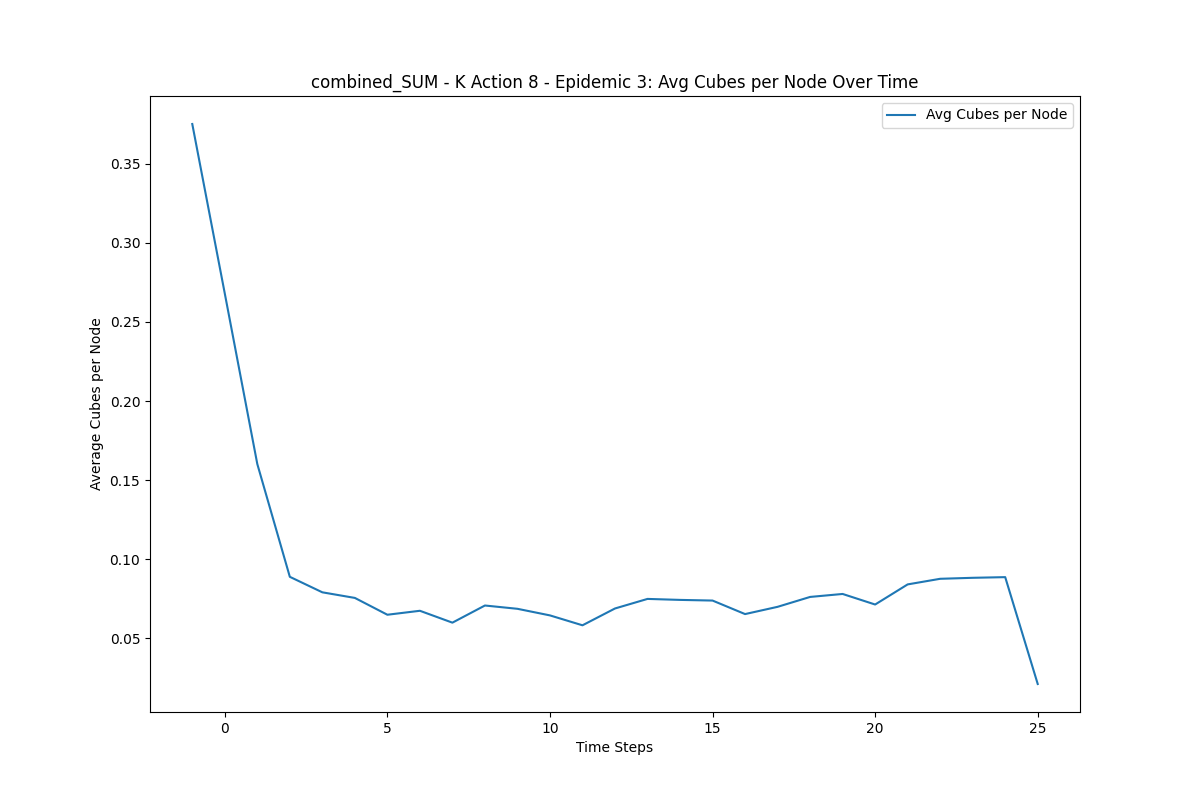 combined_SUM - K Action 8 - Epidemic 3: Avg Cubes per Node Over Time
Avg Cubes per Node
Average Cubes per Node
0.35
0.30
0.25
0.20
0.15
0.10
0.05
0 5 10 15 20 25
Time Steps